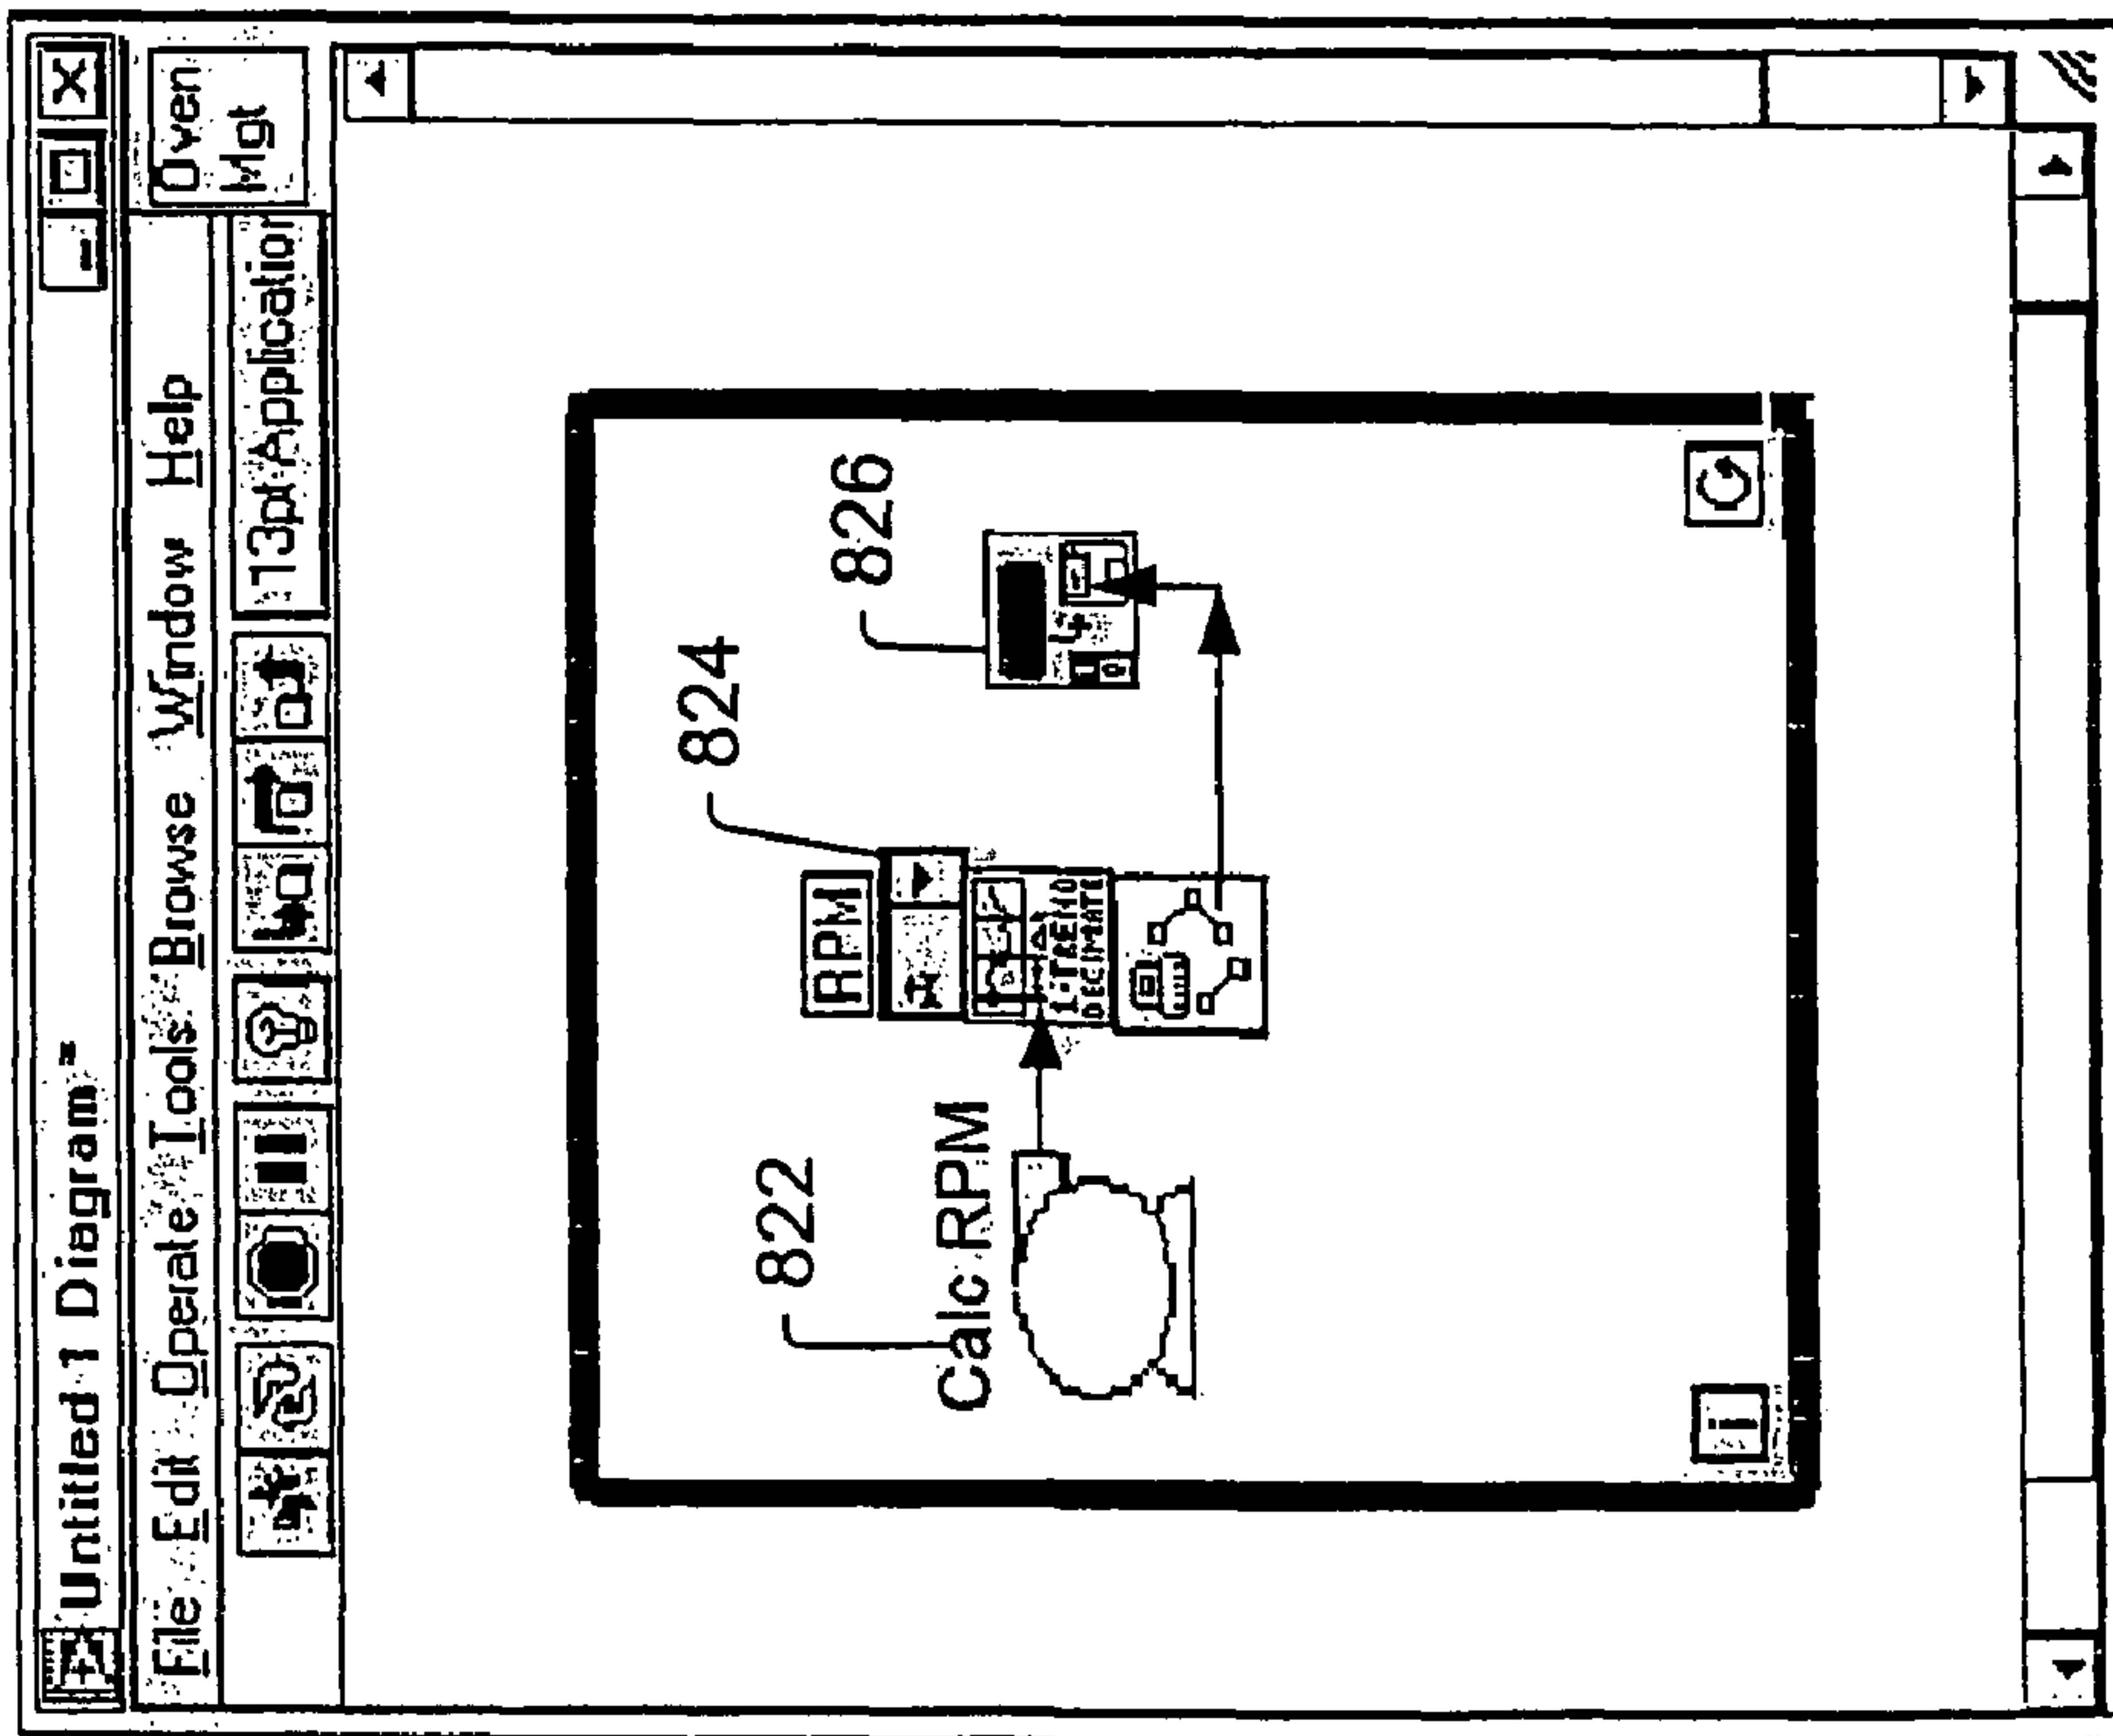 Untitled 1 Diagram *
File Edit Operate Tools Browse Window Help
13pt Application
Oven
Mgt
826
824
RPM
822
Calc RPM
DECIMATE
i